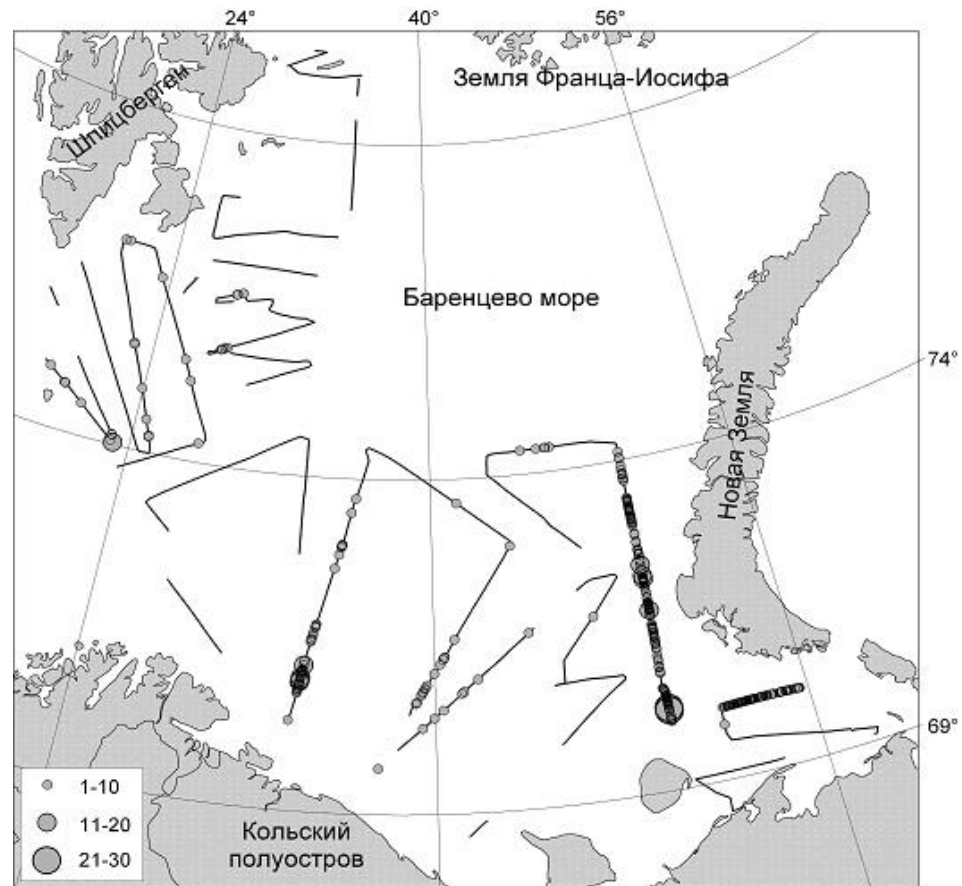 24°
40°
56°
Земля Франца-Иосифа
Шпицберген
Баренцево море
74°
Новая Земля
69°
1-10
11-20
21-30
Кольский
полуостров